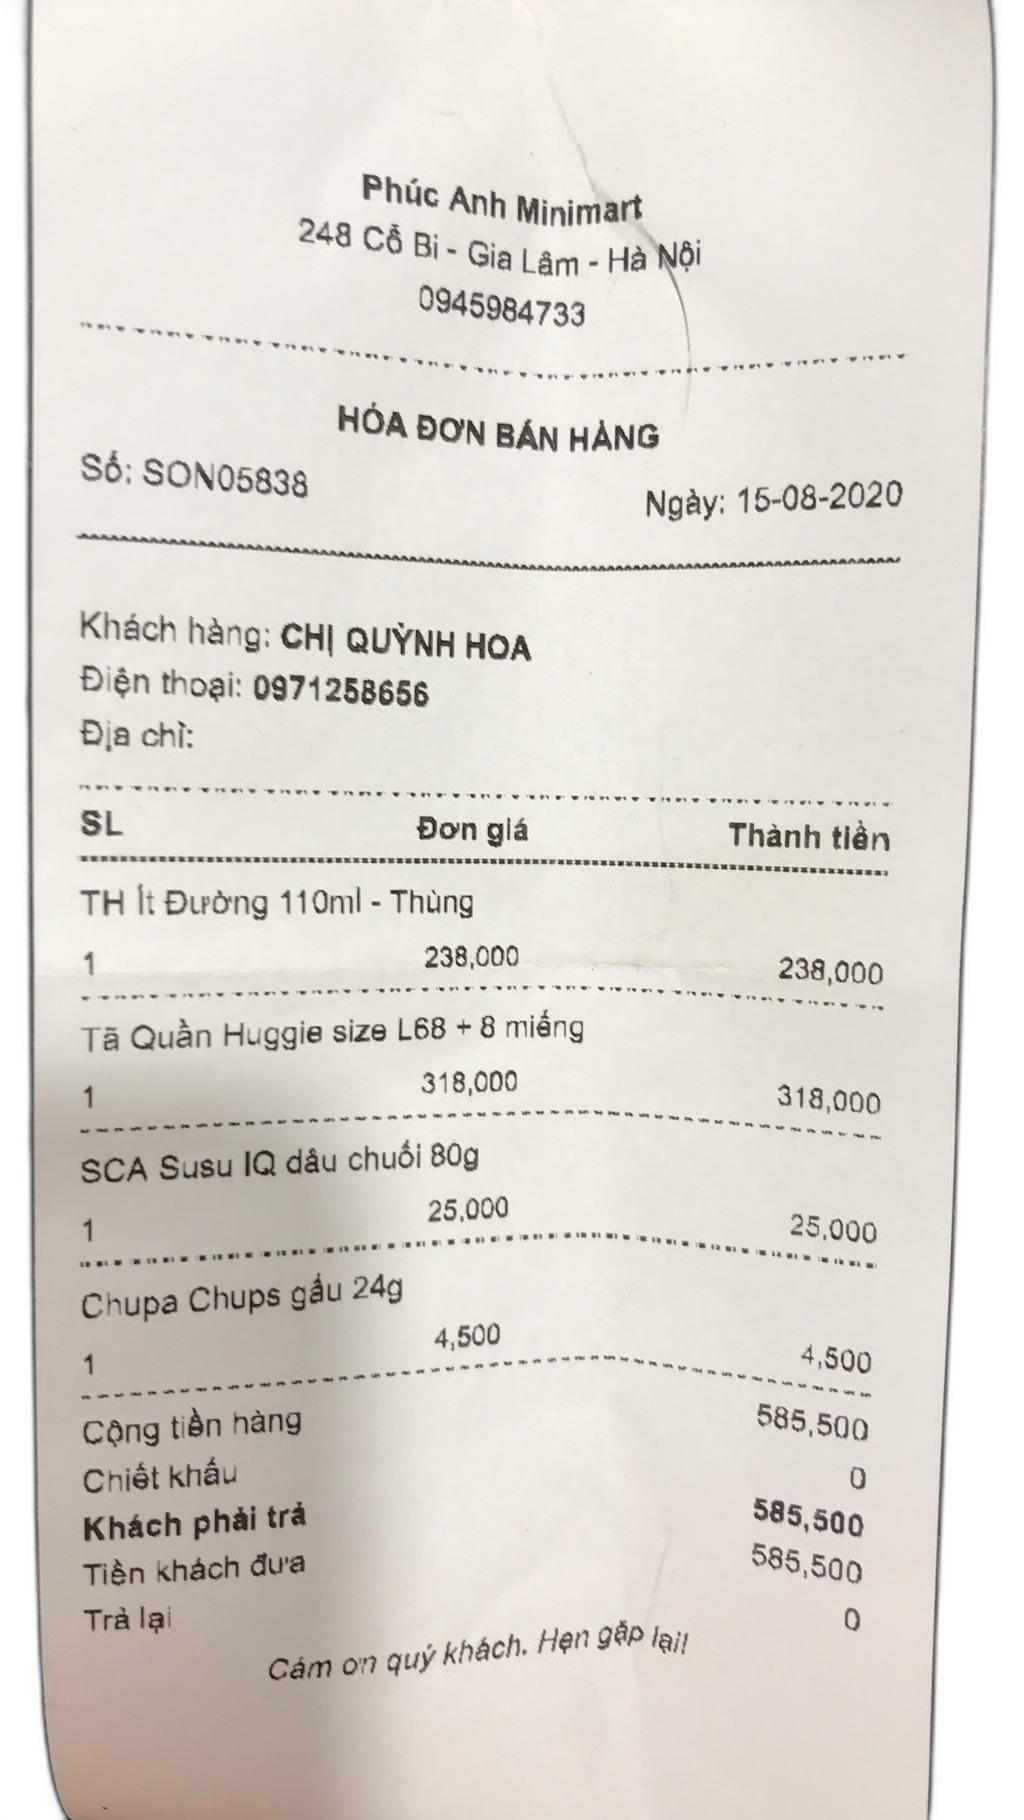 Phúc Anh Minimart
248 Cổ Bi - Gia Lâm - Hà Nội
0945984733
HÓA ĐƠN BÁN HÀNG
Số: SON05838 Ngày: 15-08-2020
Khách hàng: CHỊ QUỲNH HOA
Điện thoại: 0971258656
Địa chỉ:
SL Đơn giá Thành tiền
TH Ít Đường 110ml - Thùng
1 238,000 238,000
Tã Quần Huggie size L68 + 8 miếng
1 318,000 318,000
SCA Susu IQ dâu chuối 80g
1 25,000 25,000
Chupa Chups gấu 24g
1 4,500 4,500
Cộng tiền hàng 585,500
Chiết khấu 0
Khách phải trả 585,500
Tiền khách đưa 585,500
Trả lại 0
Cám ơn quý khách. Hẹn gặp lại!